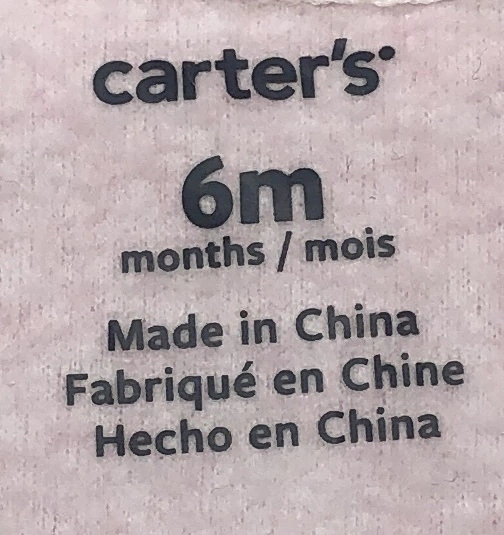 carter's
6m
months / mois
Made in China
Fabriqué en Chine
Hecho en China